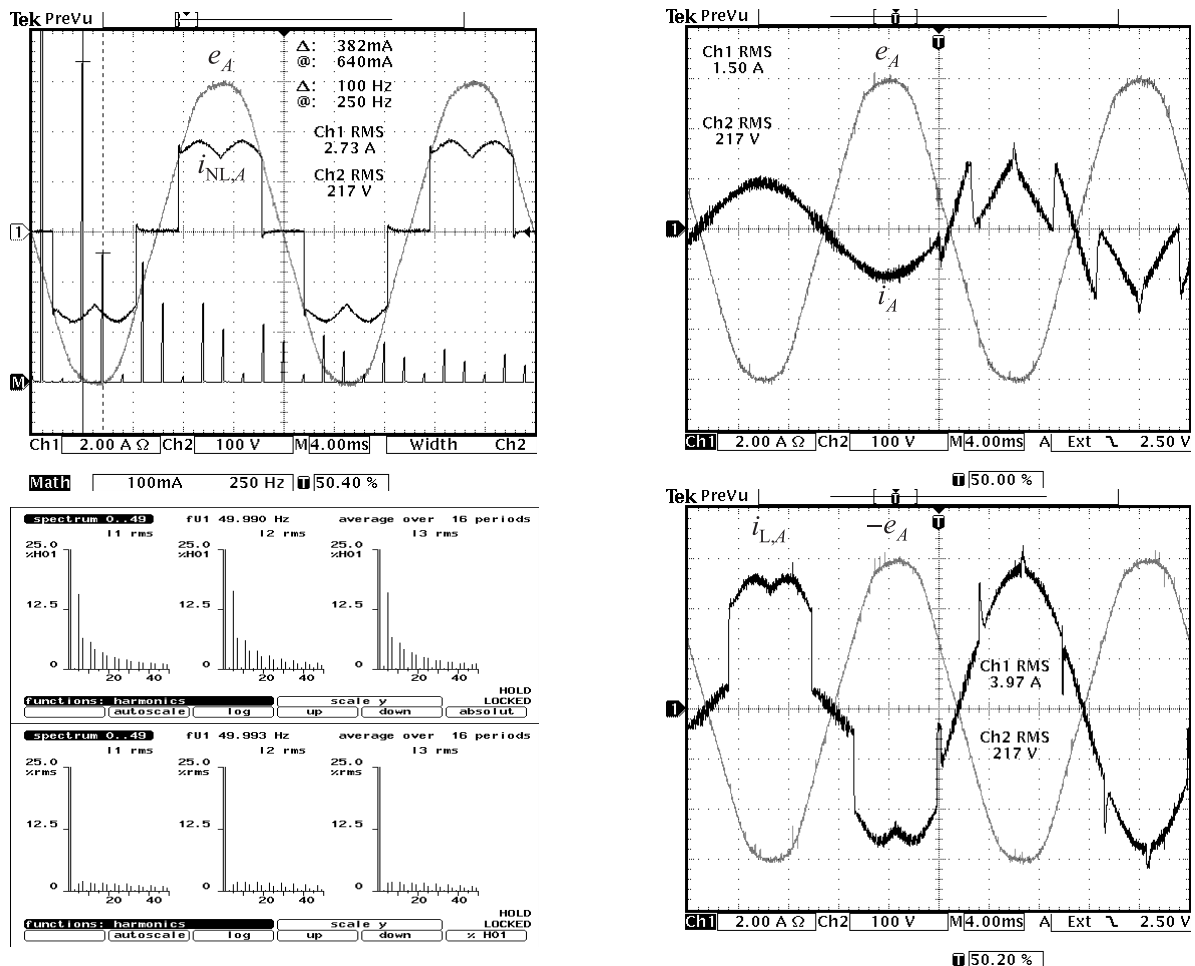 Tek PreVu
e_A
Δ: 382mA
@: 640mA
Δ: 100 Hz
@: 250 Hz
Ch1 RMS
2.73 A
Ch2 RMS
217 V
i_NL,A
1
M
Ch1 2.00 A Ω Ch2 100 V M 4.00ms Width Ch2
Math 100mA 250 Hz T 50.40 %
Tek PreVu
T
T
Ch1 RMS
1.50 A
Ch2 RMS
217 V
e_A
i_A
1
Ch1 2.00 A Ω Ch2 100 V M 4.00ms A Ext 2.50 V
T 50.00 %
spectrum 0..49 fU1 49.990 Hz average over 16 periods
I1 rms I2 rms I3 rms
25.0 25.0 25.0
%H01 %H01 %H01
12.5 12.5 12.5
0 0 0
20 40 20 40 20 40
HOLD
functions: harmonics scale y LOCKED
autoscale log up down absolut
spectrum 0..49 fU1 49.993 Hz average over 16 periods
I1 rms I2 rms I3 rms
25.0 25.0 25.0
%rms %rms %rms
12.5 12.5 12.5
0 0 0
20 40 20 40 20 40
HOLD
functions: harmonics scale y LOCKED
autoscale log up down % H01
Tek PreVu
T
T
i_L,A
−e_A
1
Ch1 RMS
3.97 A
Ch2 RMS
217 V
Ch1 2.00 A Ω Ch2 100 V M 4.00ms A Ext 2.50 V
T 50.20 %